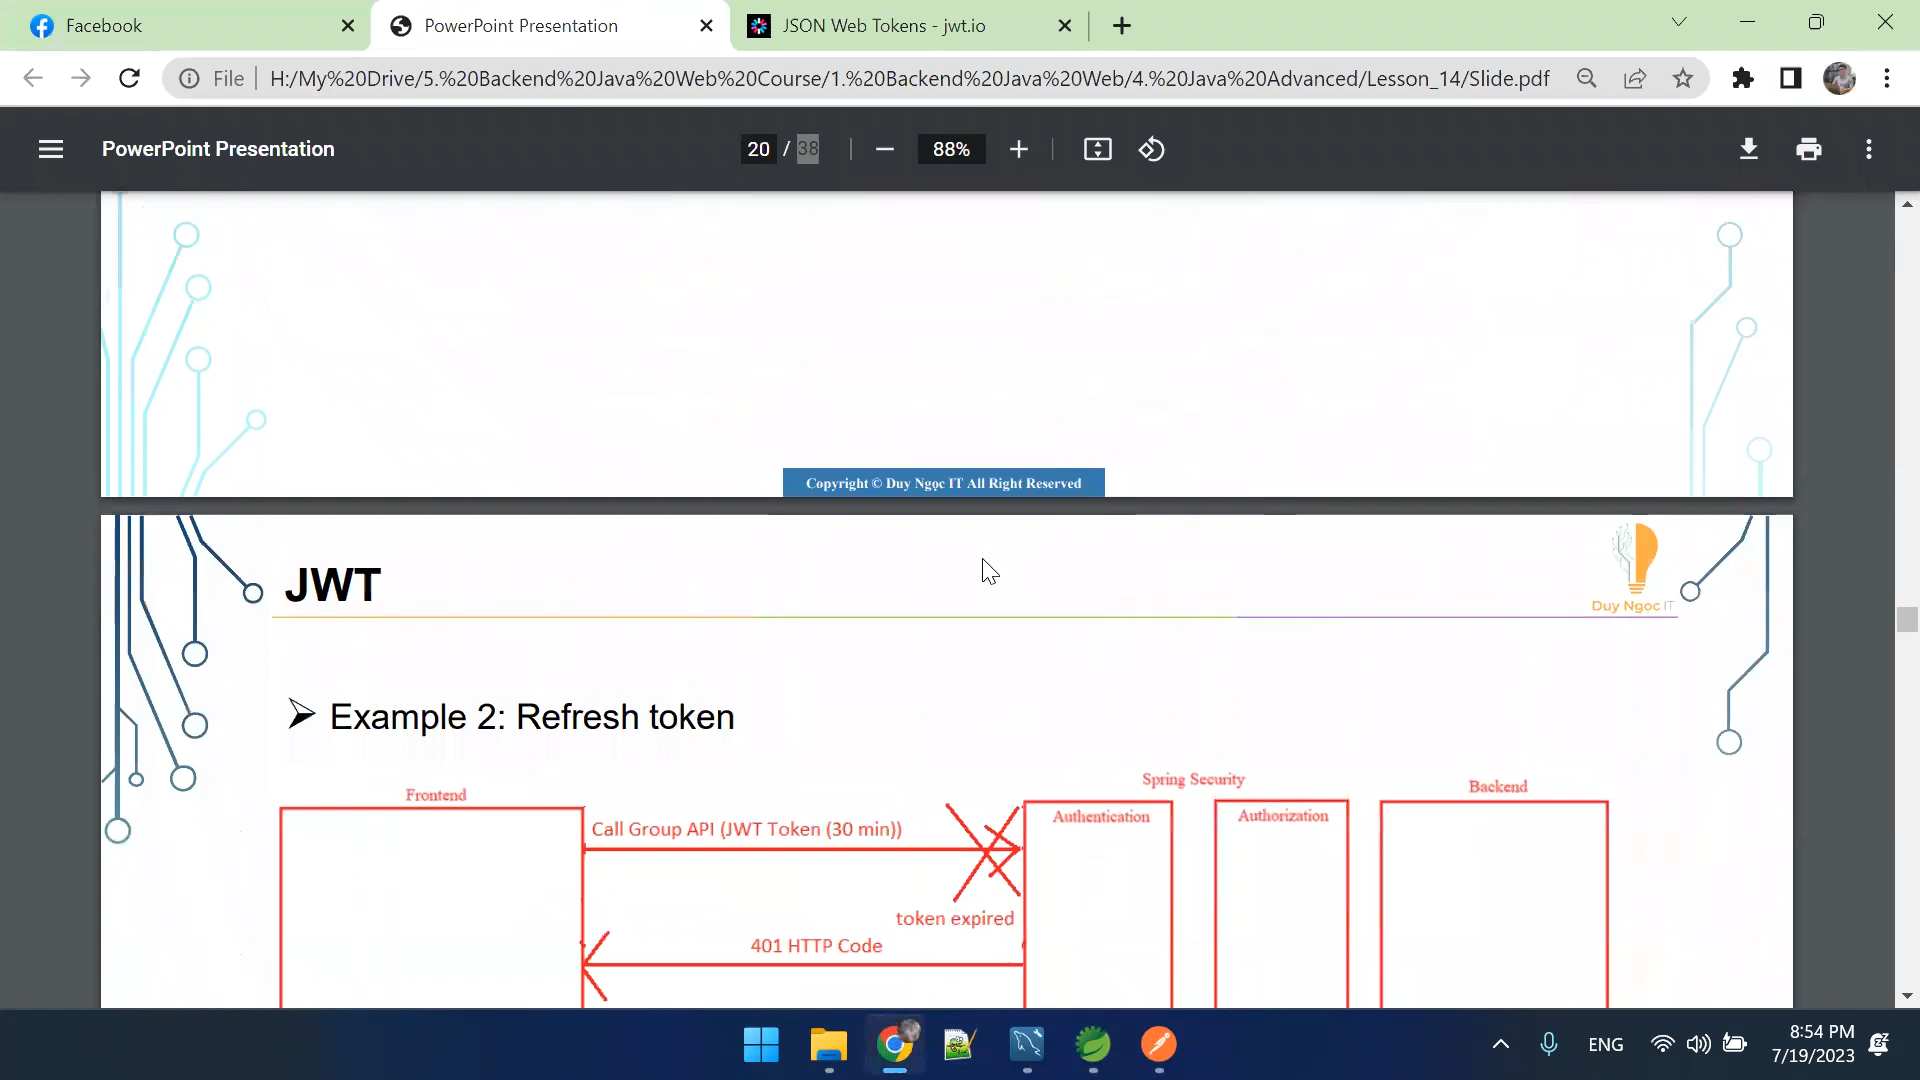 Facebook
PowerPoint Presentation
JSON Web Tokens - jwt.io
File
H:/My%20Drive/5.%20Backend%20Java%20Web%20Course/1.%20Backend%20Java%20Web/4.%20Java%20Advanced/Lesson_14/Slide.pdf
PowerPoint Presentation
20 / 38
88%
Copyright © Duy Ngọc IT All Right Reserved
JWT
Duy Ngọc IT
Example 2: Refresh token
Spring Security
Frontend
Backend
Authentication
Authorization
Call Group API (JWT Token (30 min))
token expired
401 HTTP Code
ENG
8:54 PM
7/19/2023